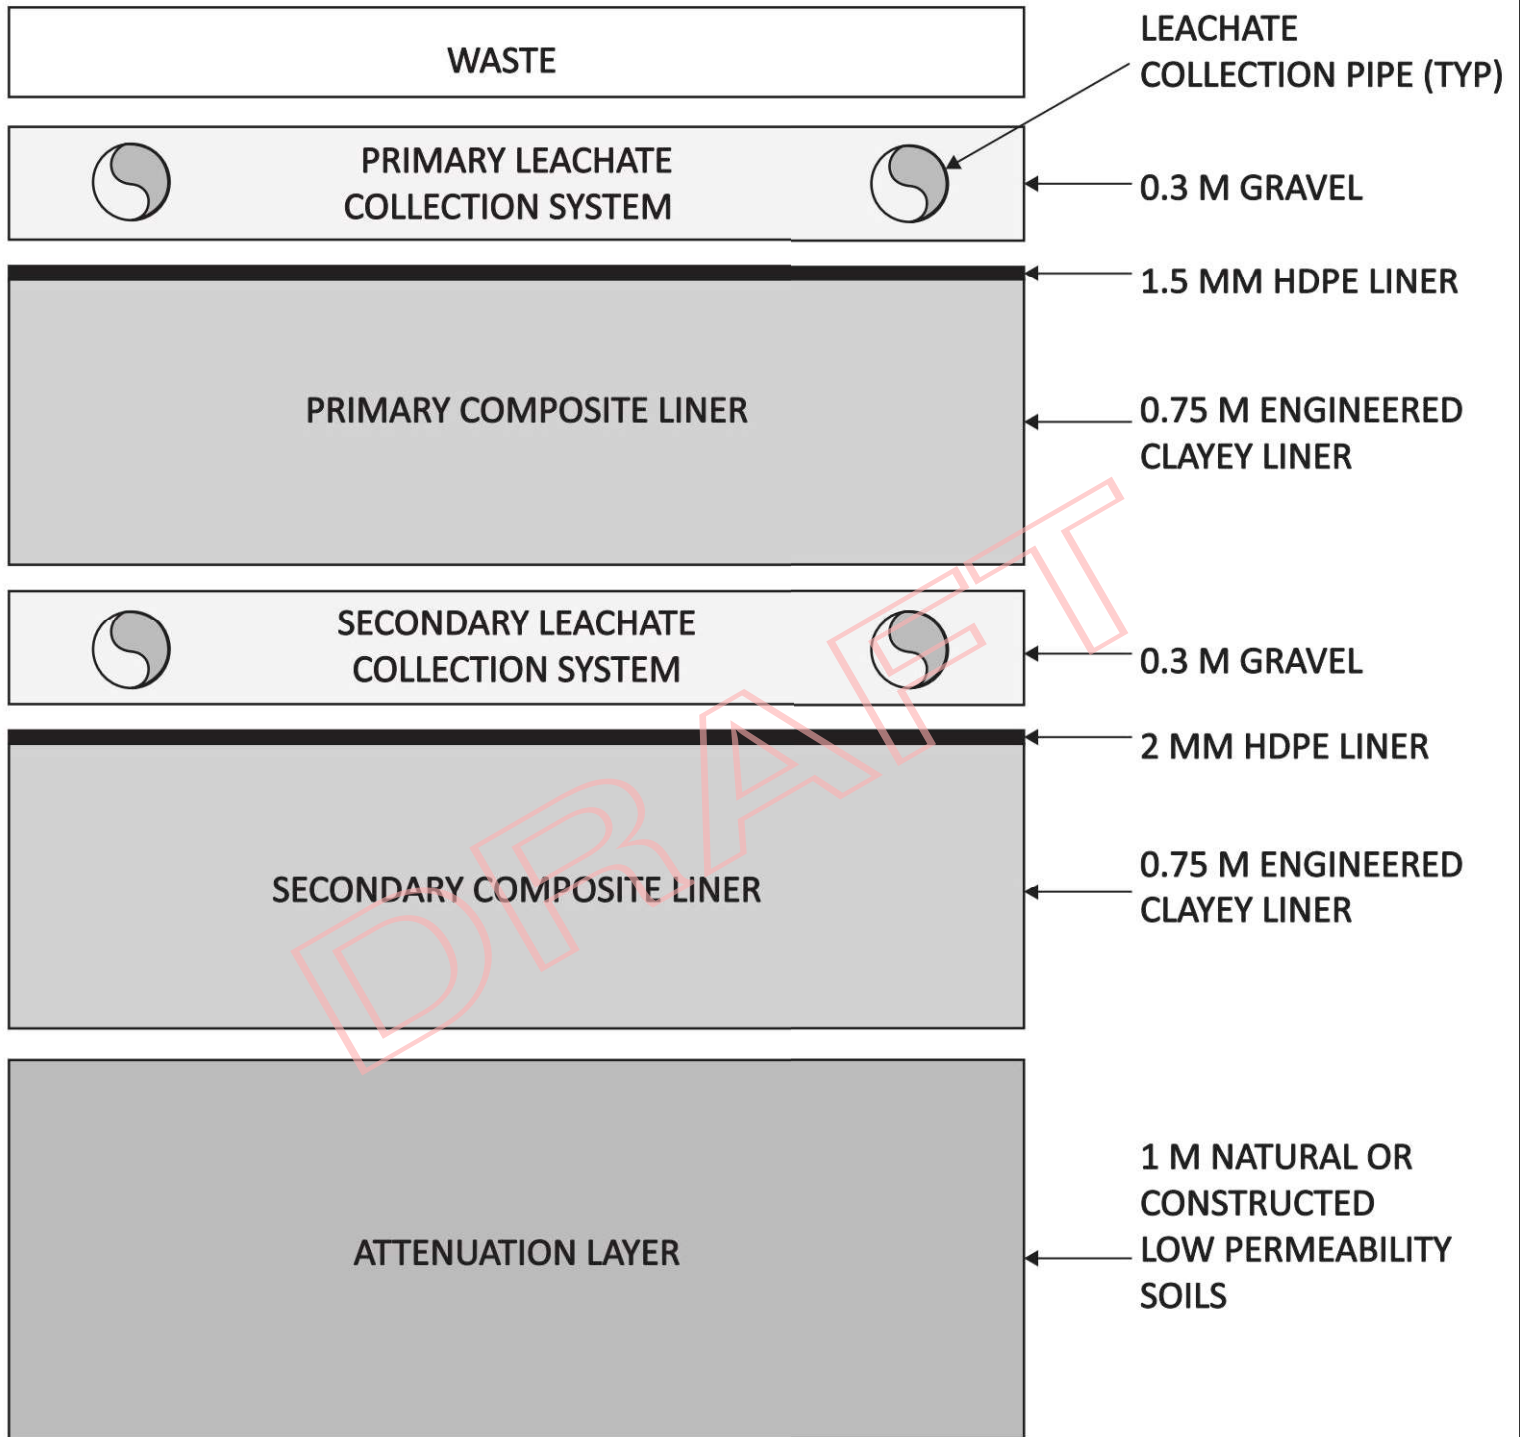 WASTE
LEACHATE
COLLECTION PIPE (TYP)
PRIMARY LEACHATE
COLLECTION SYSTEM
0.3 M GRAVEL
1.5 MM HDPE LINER
PRIMARY COMPOSITE LINER
0.75 M ENGINEERED
CLAYEY LINER
SECONDARY LEACHATE
COLLECTION SYSTEM
0.3 M GRAVEL
2 MM HDPE LINER
SECONDARY COMPOSITE LINER
0.75 M ENGINEERED
CLAYEY LINER
DRAFT
ATTENUATION LAYER
1 M NATURAL OR
CONSTRUCTED
LOW PERMEABILITY
SOILS